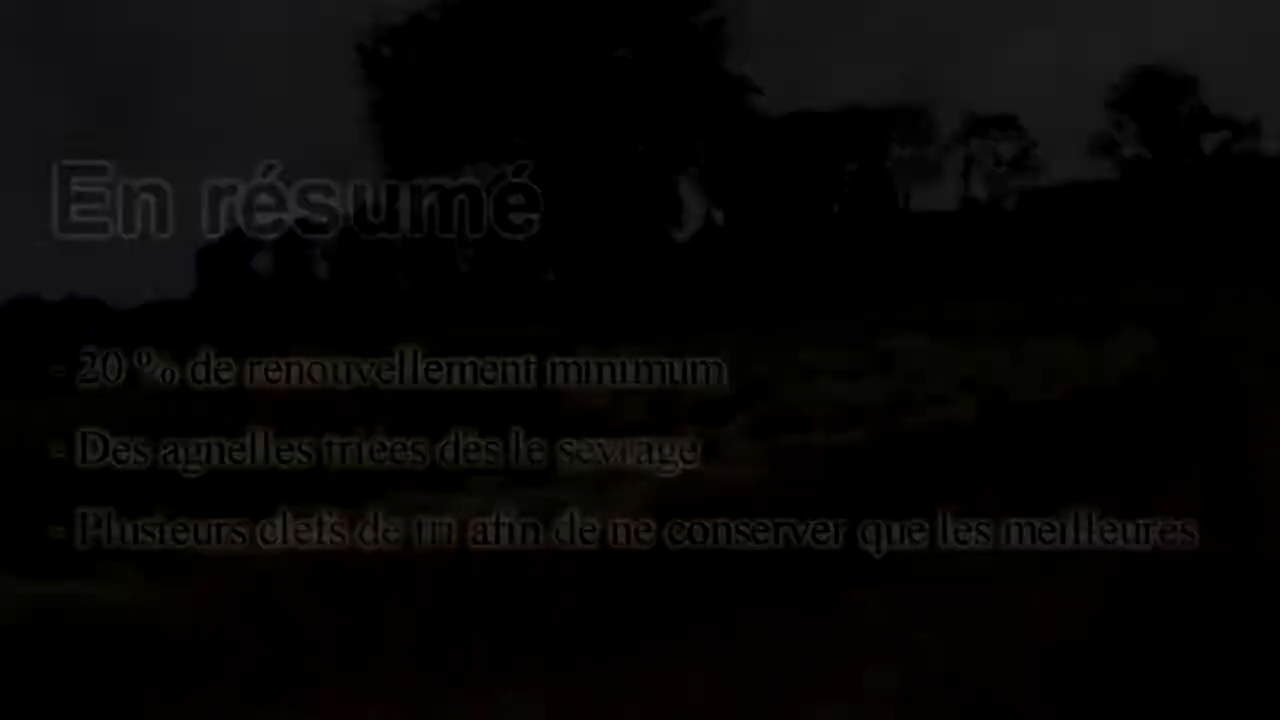 En résumé
- 20 % de renouvellement minimum
- Des agnelles triées dès le sevrage
- Plusieurs clefs de tri afin de ne conserver que les meilleures